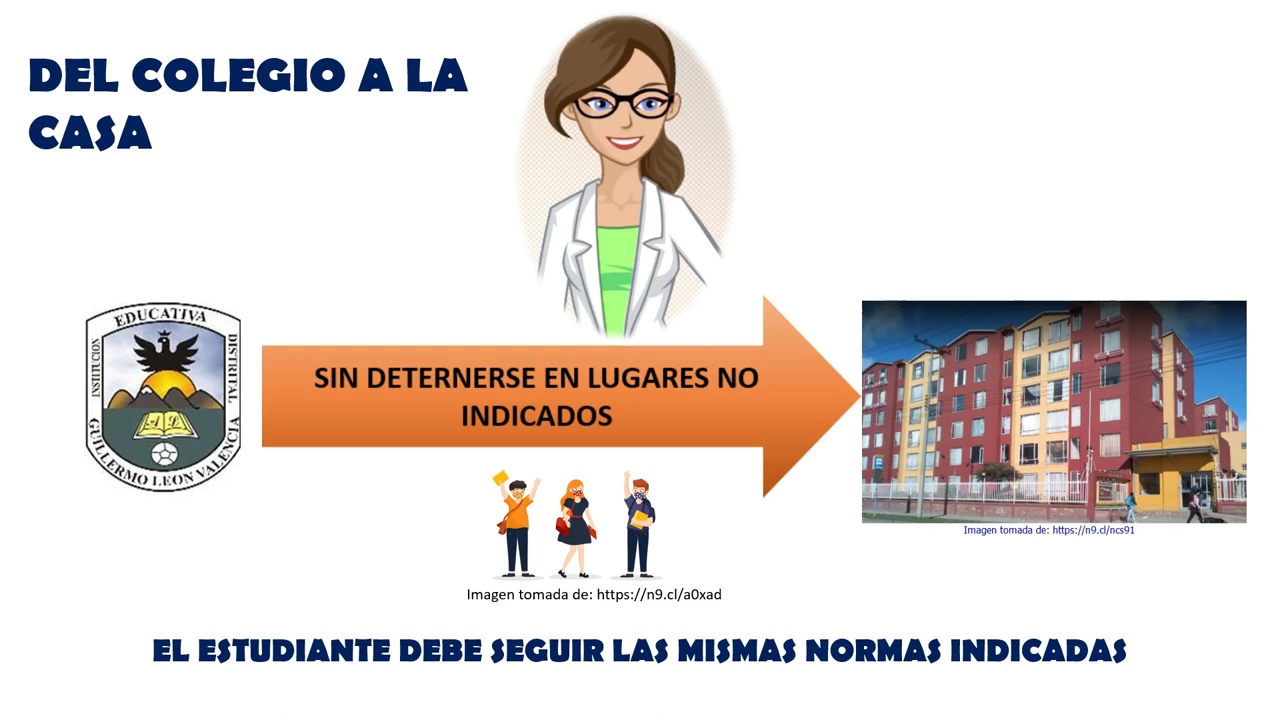 DEL COLEGIO A LA
CASA
EDUCATIVA
INSTITUCION
DISTRITAL
GUILLERMO LEON VALENCIA
SIN DETERNERSE EN LUGARES NO
INDICADOS
Imagen tomada de: https://n9.cl/ncs91
Imagen tomada de: https://n9.cl/a0xad
EL ESTUDIANTE DEBE SEGUIR LAS MISMAS NORMAS INDICADAS